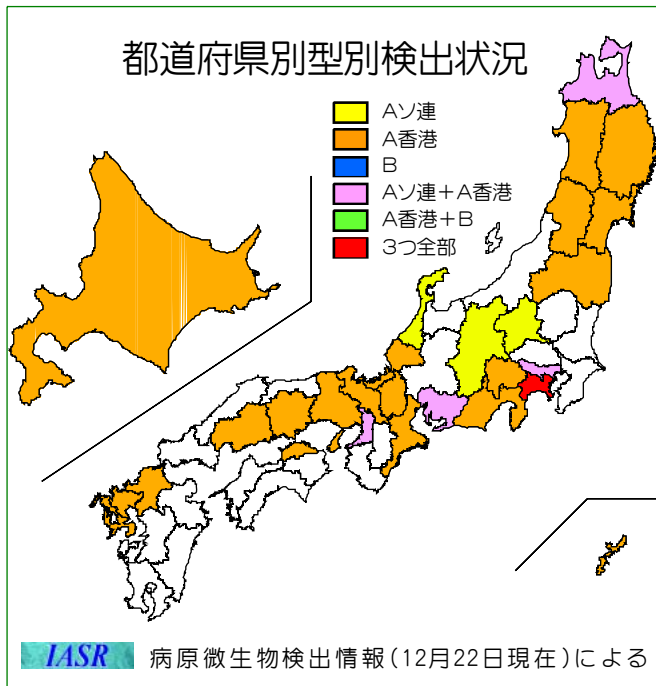 都道府県別型別検出状況
Aソ連
A香港
B
Aソ連＋A香港
A香港＋B
3つ全部
IASR 病原微生物検出情報(12月22日現在)による